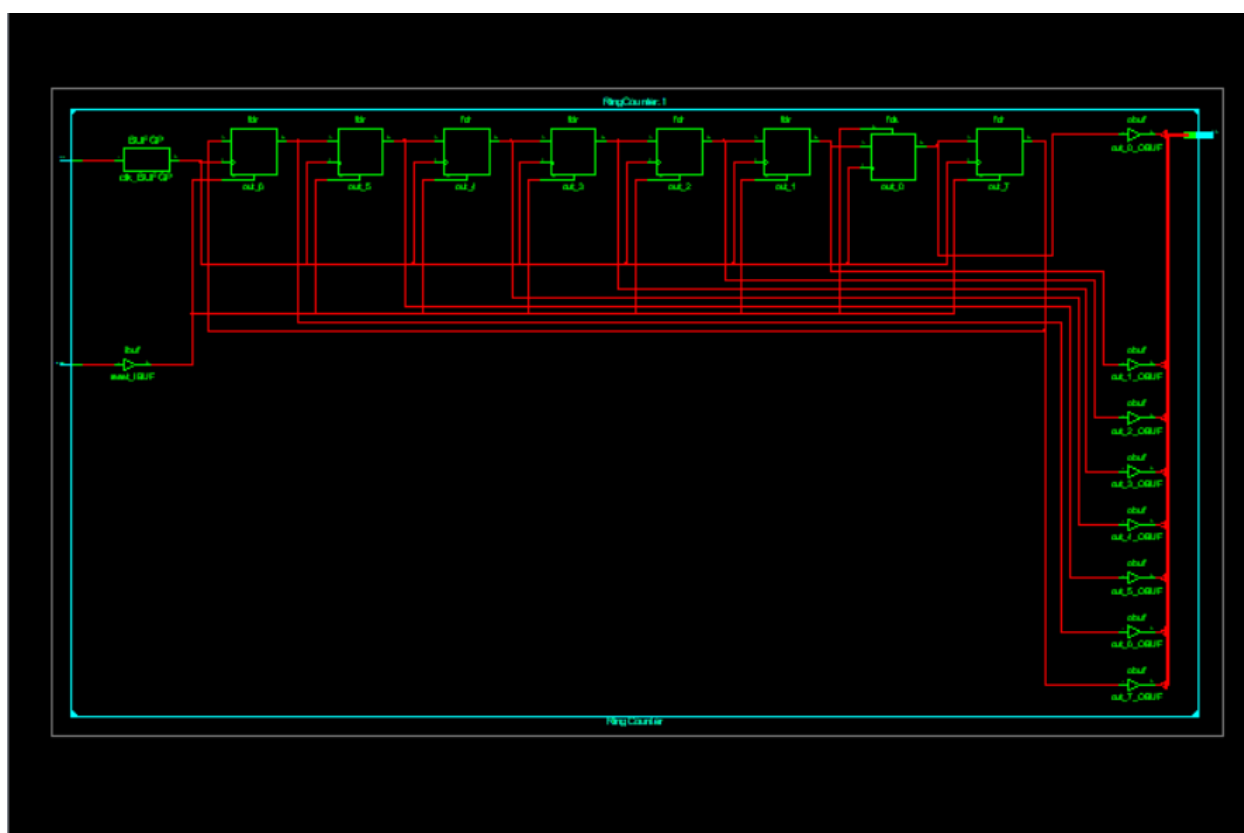 RingCounter:1
fdr
fdr
fdr
fdr
fdr
fdr
fds
fdr
obuf
BUFGP
out_0_OBUF
clk_BUFGP
out_6
out_5
out_4
out_3
out_2
out_1
out_0
out_7
ibuf
obuf
reset_IBUF
out_1_OBUF
obuf
out_2_OBUF
obuf
out_3_OBUF
obuf
out_4_OBUF
obuf
out_5_OBUF
obuf
out_6_OBUF
obuf
out_7_OBUF
RingCounter